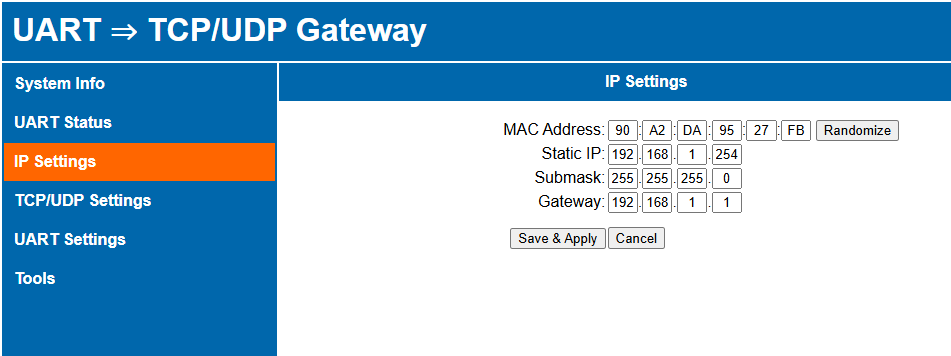 UART ⇒ TCP/UDP Gateway
System Info
UART Status
IP Settings
TCP/UDP Settings
UART Settings
Tools
IP Settings
MAC Address: 90 : A2 : DA : 95 : 27 : FB Randomize
Static IP: 192 . 168 . 1 . 254
Submask: 255 . 255 . 255 . 0
Gateway: 192 . 168 . 1 . 1
Save & Apply Cancel